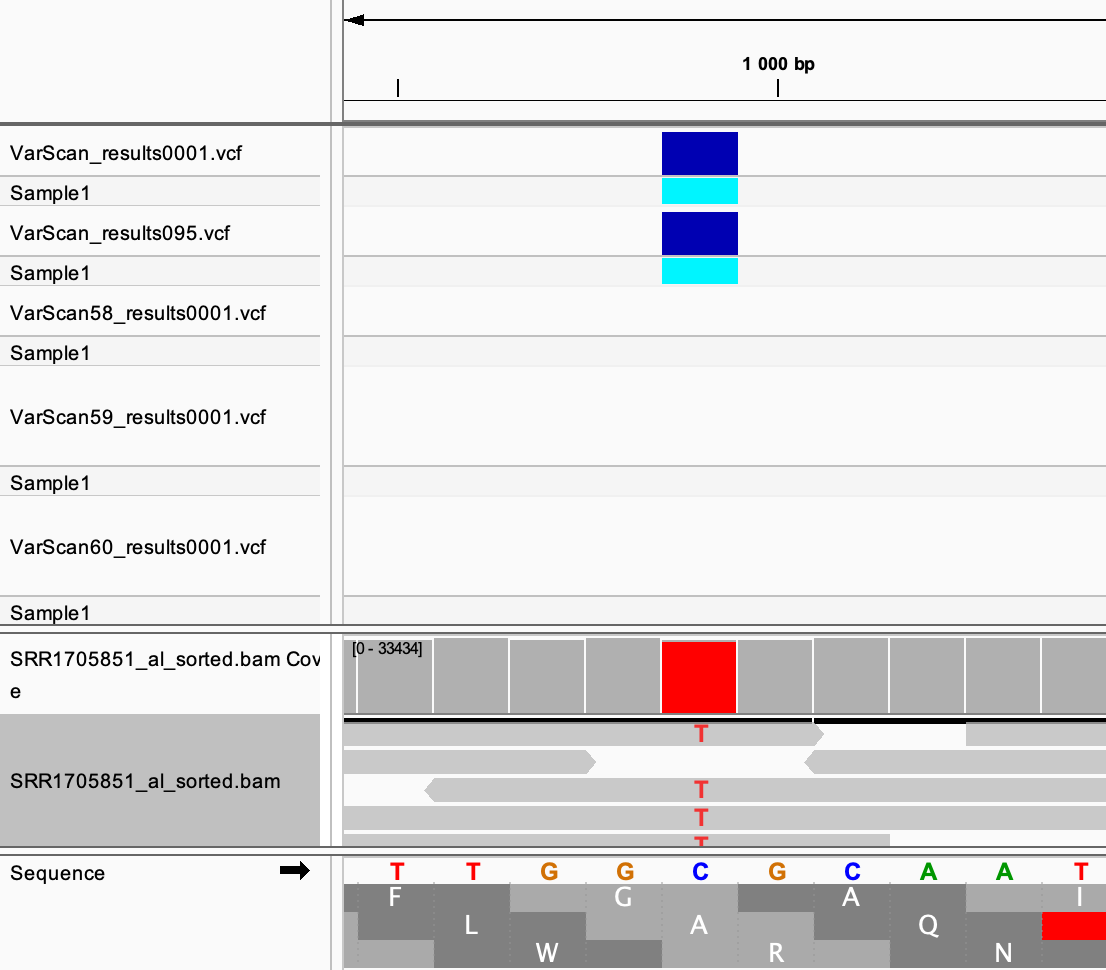 1 000 bp
VarScan_results0001.vcf
Sample1
VarScan_results095.vcf
Sample1
VarScan58_results0001.vcf
Sample1
VarScan59_results0001.vcf
Sample1
VarScan60_results0001.vcf
Sample1
SRR1705851_al_sorted.bam Cov
e
[0 - 33434]
T
SRR1705851_al_sorted.bam
T
T
T
Sequence
T T G G C G C A A T
F G A I
L A Q
W R N